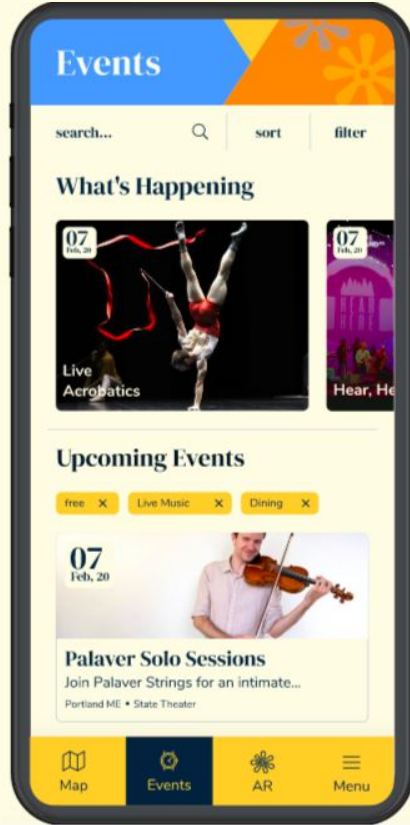 Events
search...
sort
filter
What's Happening
07
Feb, 20
Live
Acrobatics
07
Feb, 20
Hear, He
Upcoming Events
free X
Live Music X
Dining X
07
Feb, 20
Palaver Solo Sessions
Join Palaver Strings for an intimate...
Portland ME • State Theater
Map
Events
AR
Menu